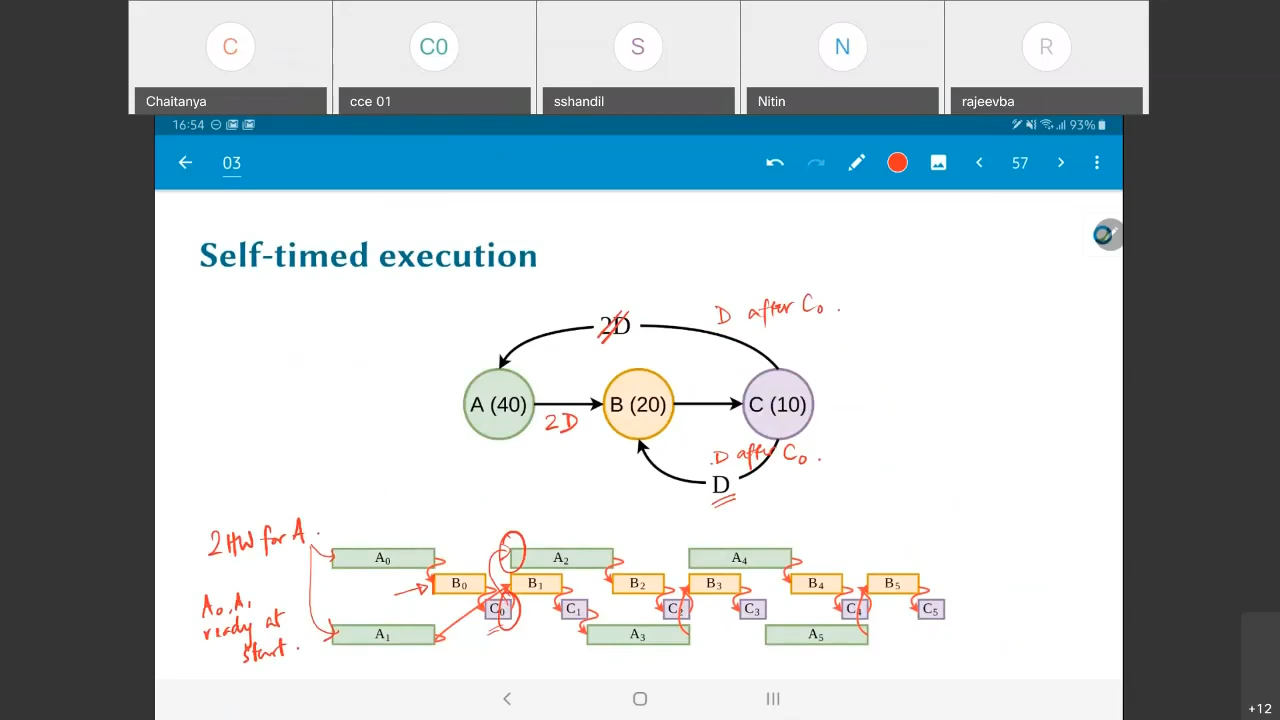 C
C0
S
N
R
Chaitanya
cce 01
sshandil
Nitin
rajeevba
16:54
93%
03
57
Self-timed execution
D after C₀.
2D
A (40)
B (20)
C (10)
2D
.D after C₀.
D
2HW for A.
A₀
A₂
A₄
B₀
B₁
B₂
B₃
B₄
B₅
C₀
C₁
C₂
C₃
C₄
C₅
A₀, A₁
ready at
start.
A₁
A₃
A₅
+12